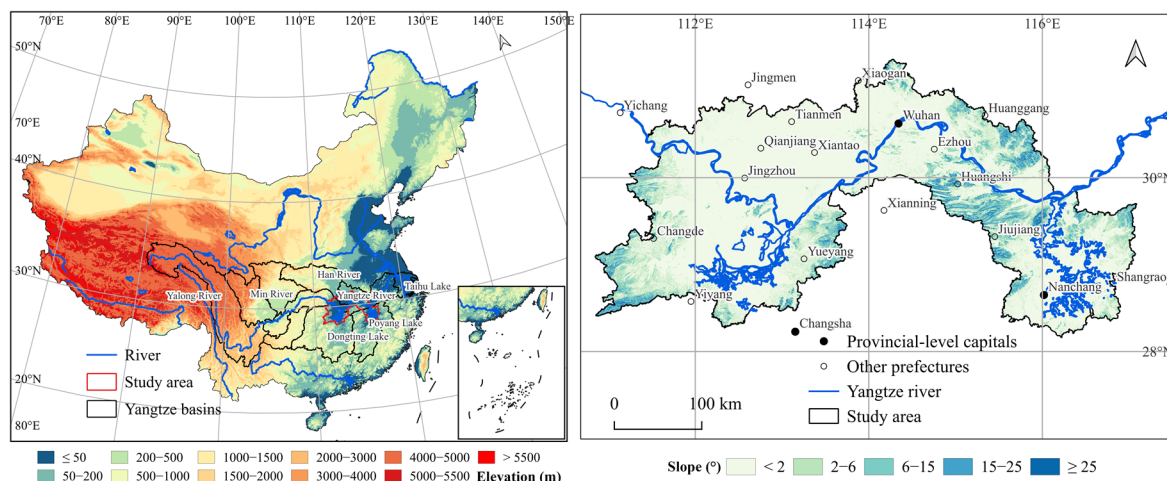 70°E 80°E 90°E 100°E 110°E 120°E 130°E 140°E 150°E
50°N
70°E
40°N
30°N
20°N
80°E
90°E 100°E 110°E 120°E
Han River
Taihu Lake
Yalong River
Min River
Yangtze River
Poyang Lake
Dongting Lake
River
Study area
Yangtze basins
≤ 50 200−500 1000−1500 2000−3000 4000−5000 > 5500
50−200 500−1000 1500−2000 3000−4000 5000−5500 Elevation (m)
112°E 114°E 116°E
Jingmen
Xiaogan
Yichang
Tianmen
Wuhan
Huanggang
Qianjiang
Xiantao
Ezhou
Jingzhou
Huangshi
30°N
Xianning
Changde
Jiujiang
Yueyang
Shangrao
Yiyang
Nanchang
Changsha
28°N
Provincial-level capitals
Other prefectures
Yangtze river
Study area
0 100 km
Slope (°) < 2 2−6 6−15 15−25 ≥ 25